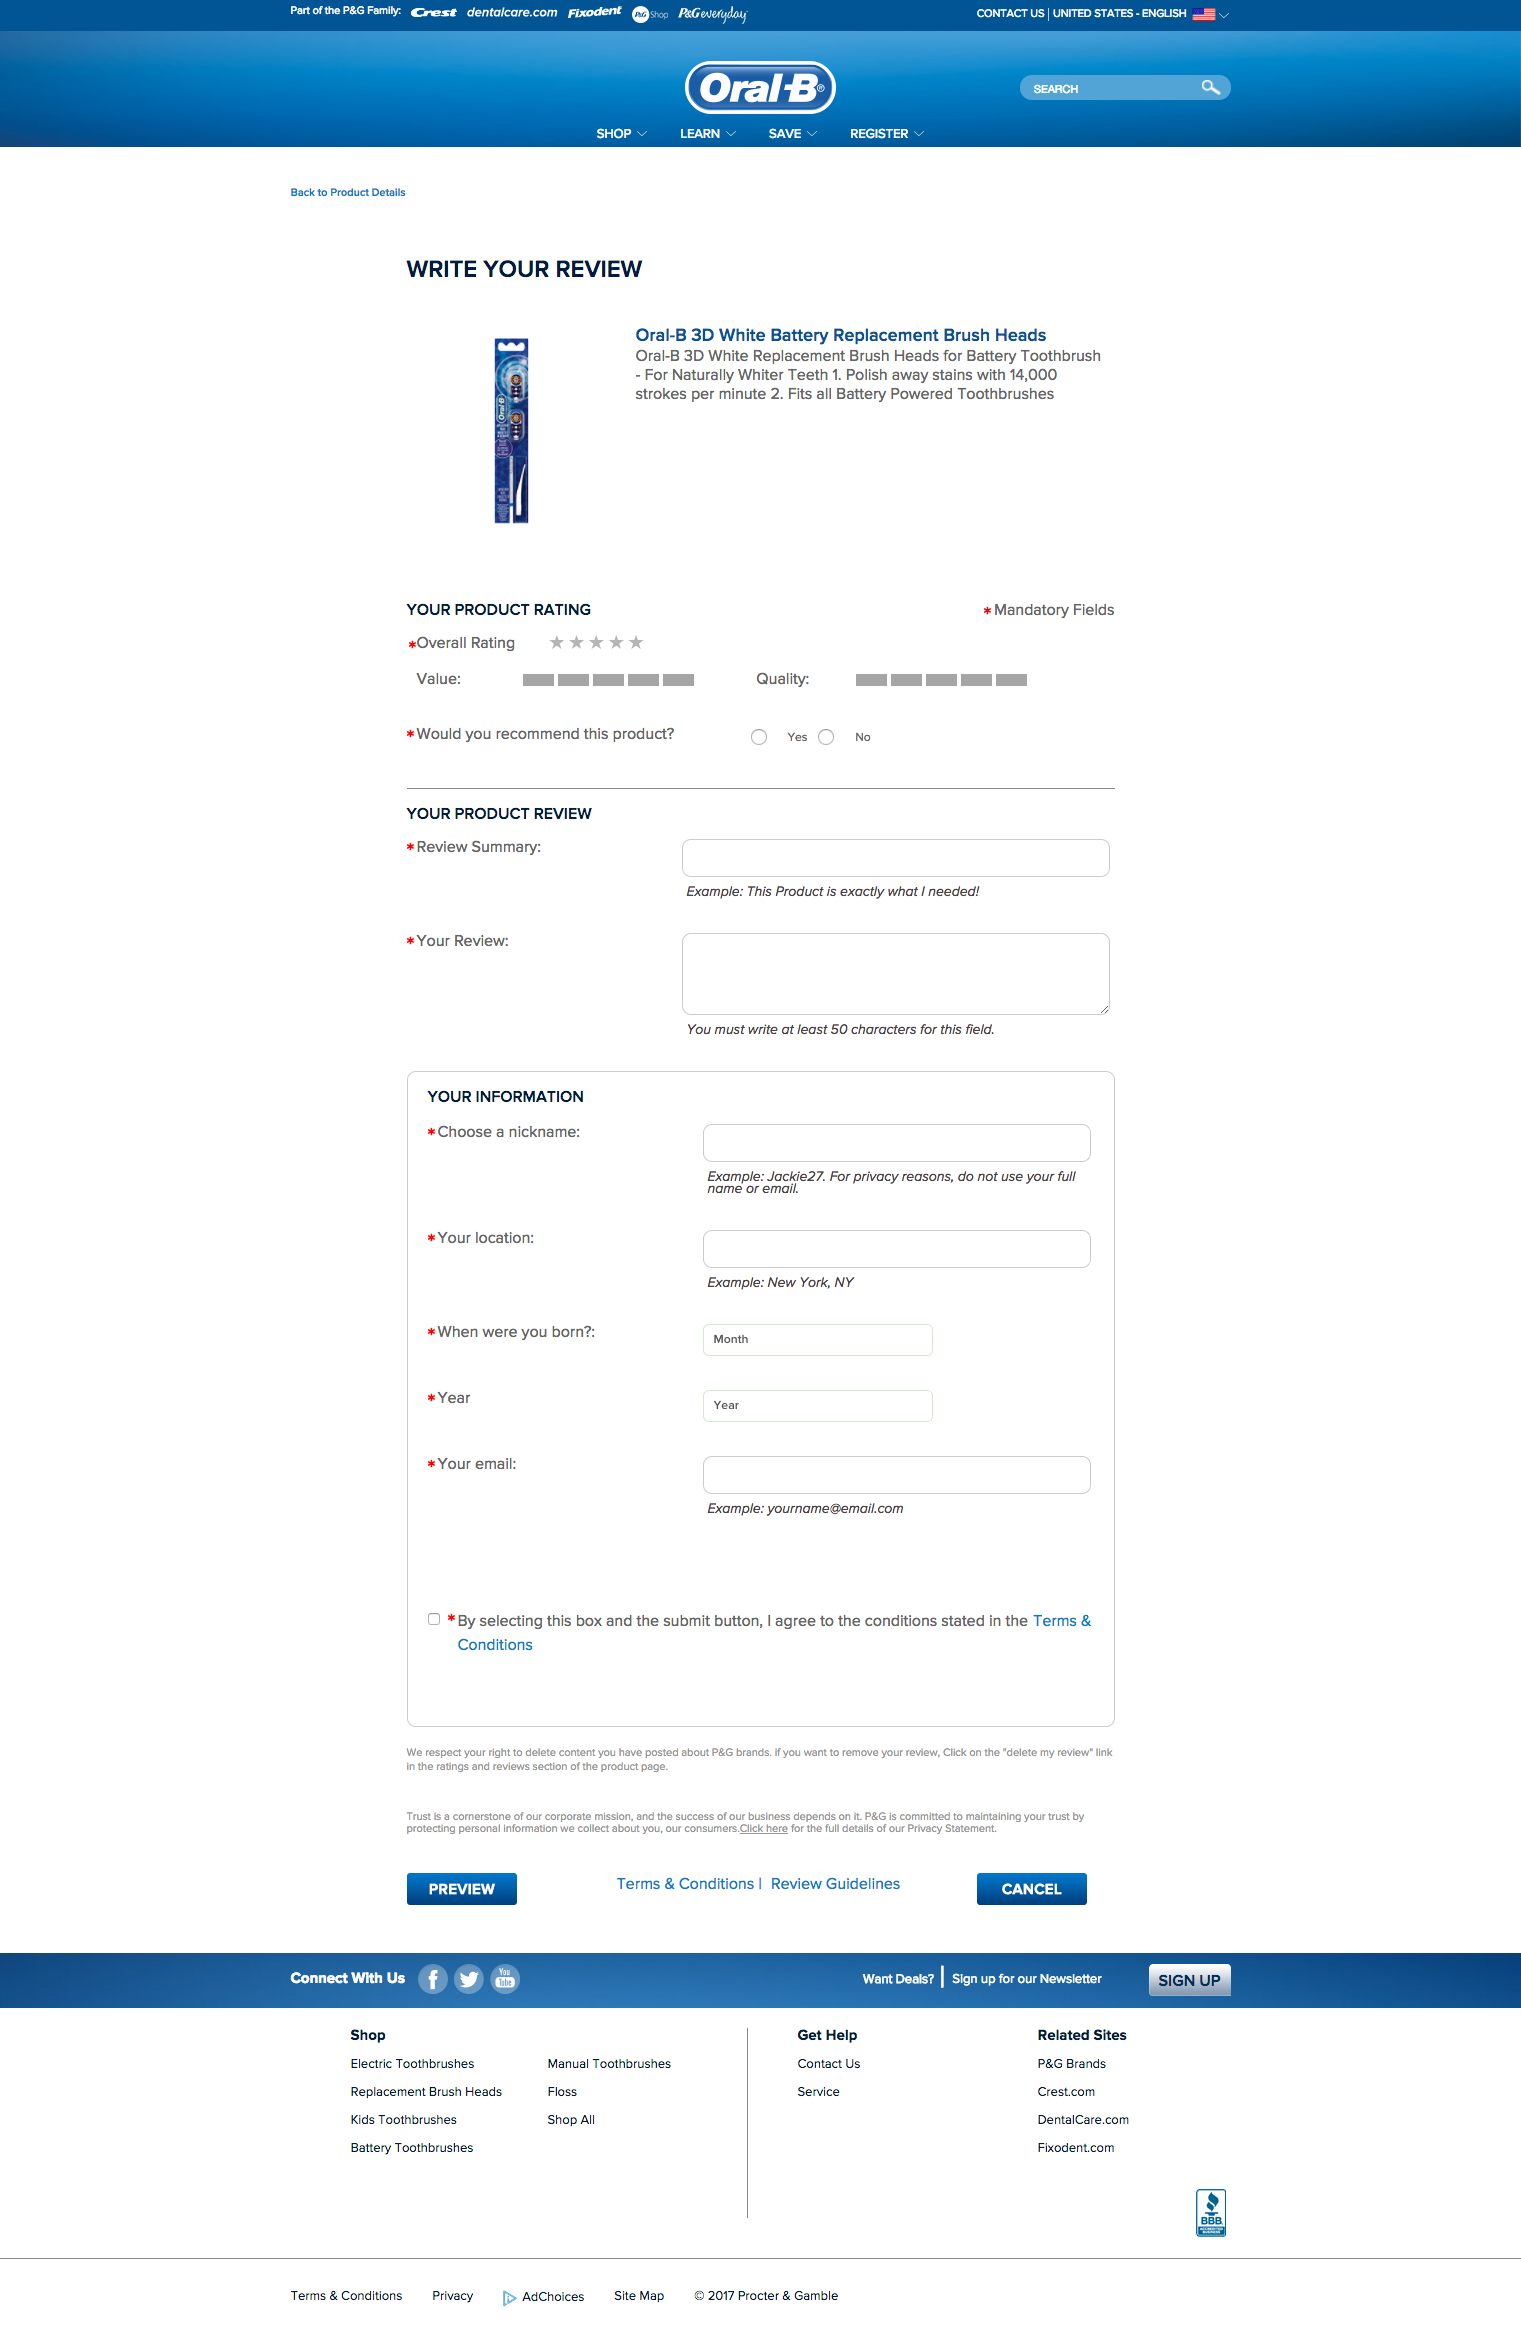 Part of the P&G Family: Crest dentalcare.com Fixodent P&G Shop P&G everyday
CONTACT US | UNITED STATES - ENGLISH
Oral-B®
SEARCH
SHOP LEARN SAVE REGISTER
Back to Product Details
WRITE YOUR REVIEW
Oral-B
Oral-B 3D White Battery Replacement Brush Heads
Oral-B 3D White Replacement Brush Heads for Battery Toothbrush
- For Naturally Whiter Teeth 1. Polish away stains with 14,000
strokes per minute 2. Fits all Battery Powered Toothbrushes
YOUR PRODUCT RATING
* Mandatory Fields
*Overall Rating
Value:
Quality:
*Would you recommend this product?
Yes
No
YOUR PRODUCT REVIEW
*Review Summary:
Example: This Product is exactly what I needed!
*Your Review:
You must write at least 50 characters for this field.
YOUR INFORMATION
*Choose a nickname:
Example: Jackie27. For privacy reasons, do not use your full
name or email.
*Your location:
Example: New York, NY
*When were you born?:
Month
*Year
Year
*Your email:
Example: yourname@email.com
*By selecting this box and the submit button, I agree to the conditions stated in the Terms &
Conditions
We respect your right to delete content you have posted about P&G brands. if you want to remove your review, Click on the "delete my review" link
in the ratings and reviews section of the product page.
Trust is a cornerstone of our corporate mission, and the success of our business depends on it. P&G is committed to maintaining your trust by
protecting personal information we collect about you, our consumers.Click here for the full details of our Privacy Statement.
PREVIEW
Terms & Conditions | Review Guidelines
CANCEL
Connect With Us
You
Tube
Want Deals? | Sign up for our Newsletter
SIGN UP
Shop
Electric Toothbrushes
Replacement Brush Heads
Kids Toothbrushes
Battery Toothbrushes
Manual Toothbrushes
Floss
Shop All
Get Help
Contact Us
Service
Related Sites
P&G Brands
Crest.com
DentalCare.com
Fixodent.com
BBB
ACCREDITED
BUSINESS
Terms & Conditions Privacy AdChoices Site Map © 2017 Procter & Gamble